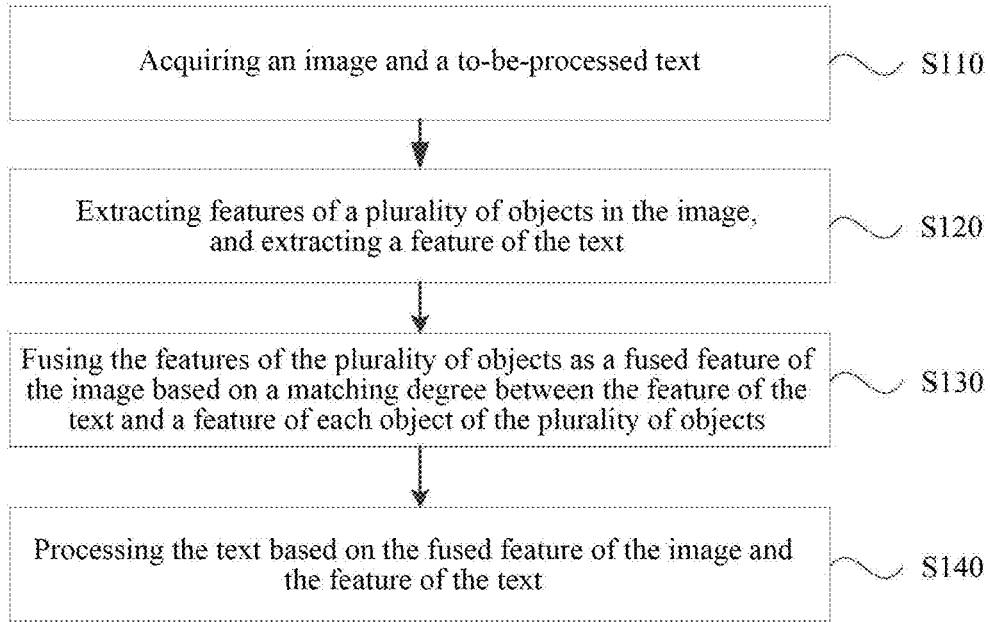 Acquiring an image and a to-be-processed text
S110
Extracting features of a plurality of objects in the image,
and extracting a feature of the text
S120
Fusing the features of the plurality of objects as a fused feature of
the image based on a matching degree between the feature of the
text and a feature of each object of the plurality of objects
S130
Processing the text based on the fused feature of the image and
the feature of the text
S140